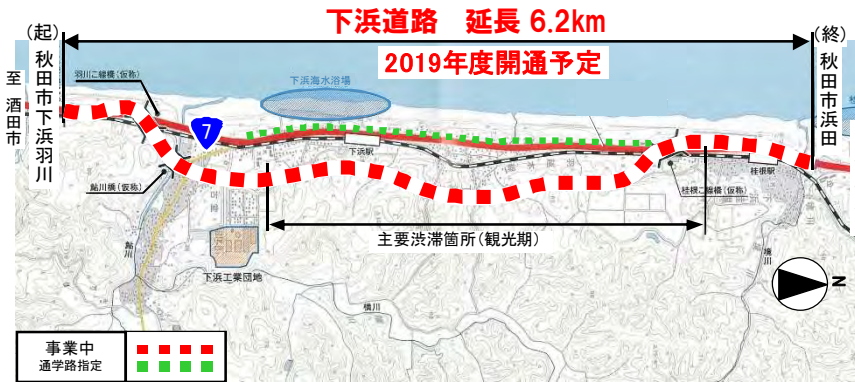 下浜道路　延長 6.2km
2019年度開通予定
(起)
秋田市下浜羽川
至 酒田市
(終)
秋田市浜田
羽川こ線橋(仮称)
下浜海水浴場
7
下浜駅
鮎川橋(仮称)
桂根こ線橋(仮称)
桂根駅
主要渋滞箇所(観光期)
鮎川
下浜工業団地
境川
N
事業中
通学路指定